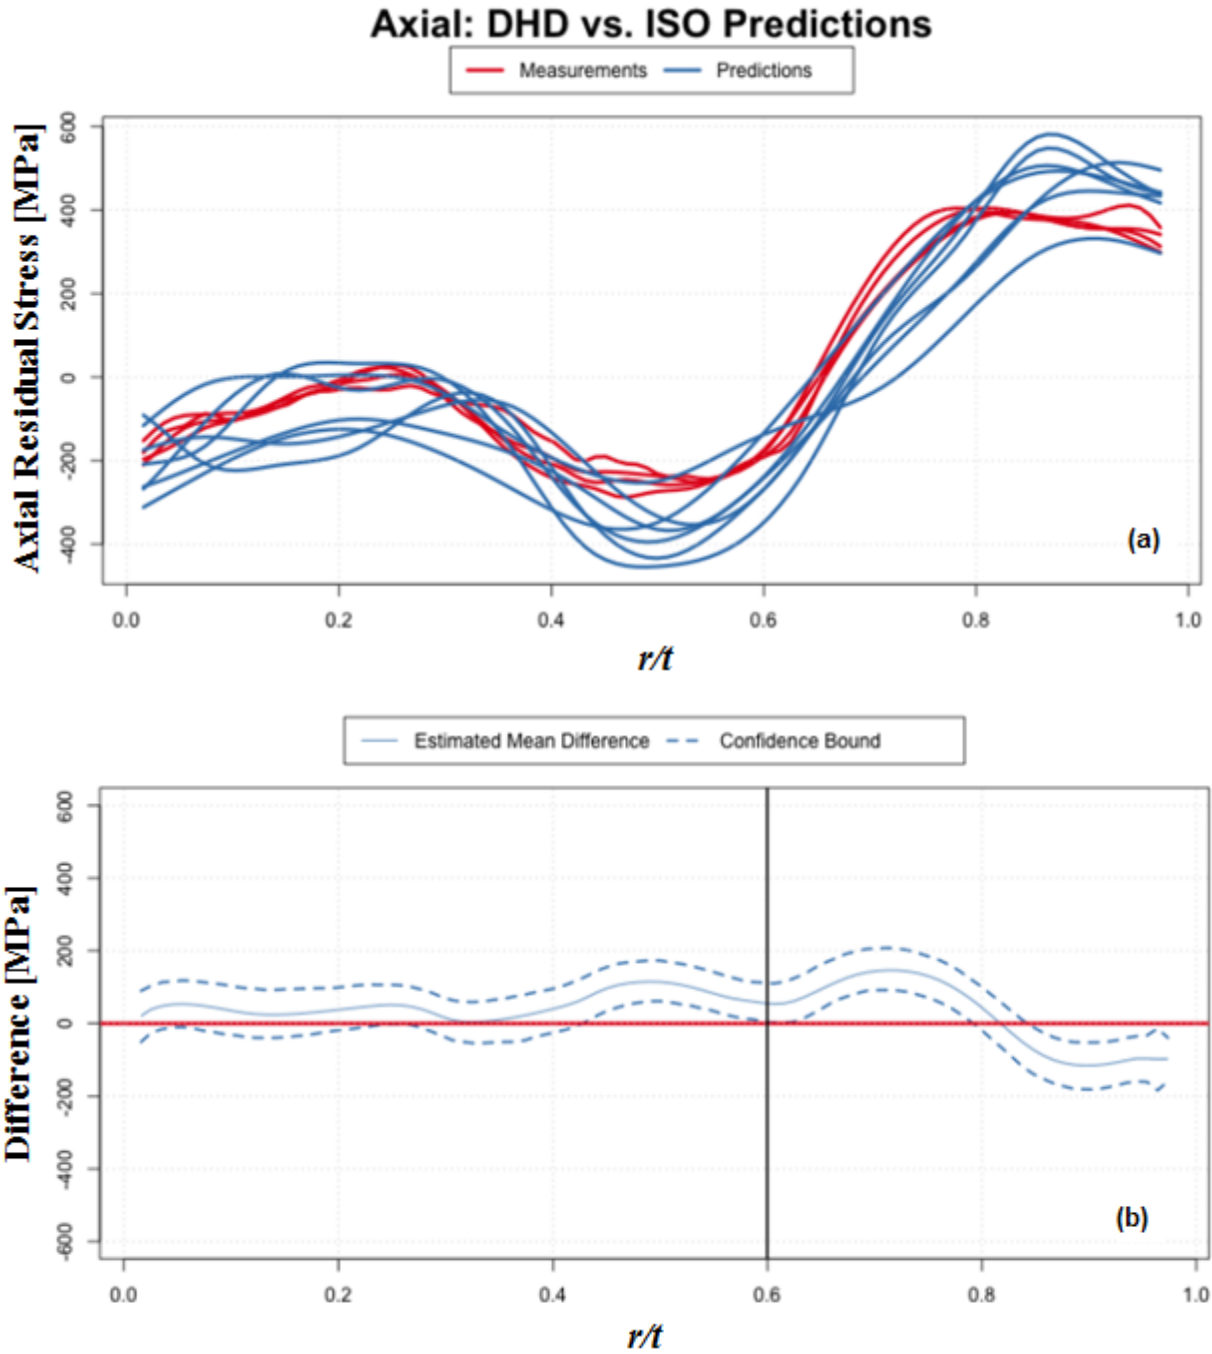 Axial: DHD vs. ISO Predictions
Measurements Predictions
Axial Residual Stress [MPa]
600
400
200
0
-200
-400
(a)
0.0 0.2 0.4 0.6 0.8 1.0
r/t
Estimated Mean Difference Confidence Bound
Difference [MPa]
600
400
200
0
-200
-400
-600
(b)
0.0 0.2 0.4 0.6 0.8 1.0
r/t